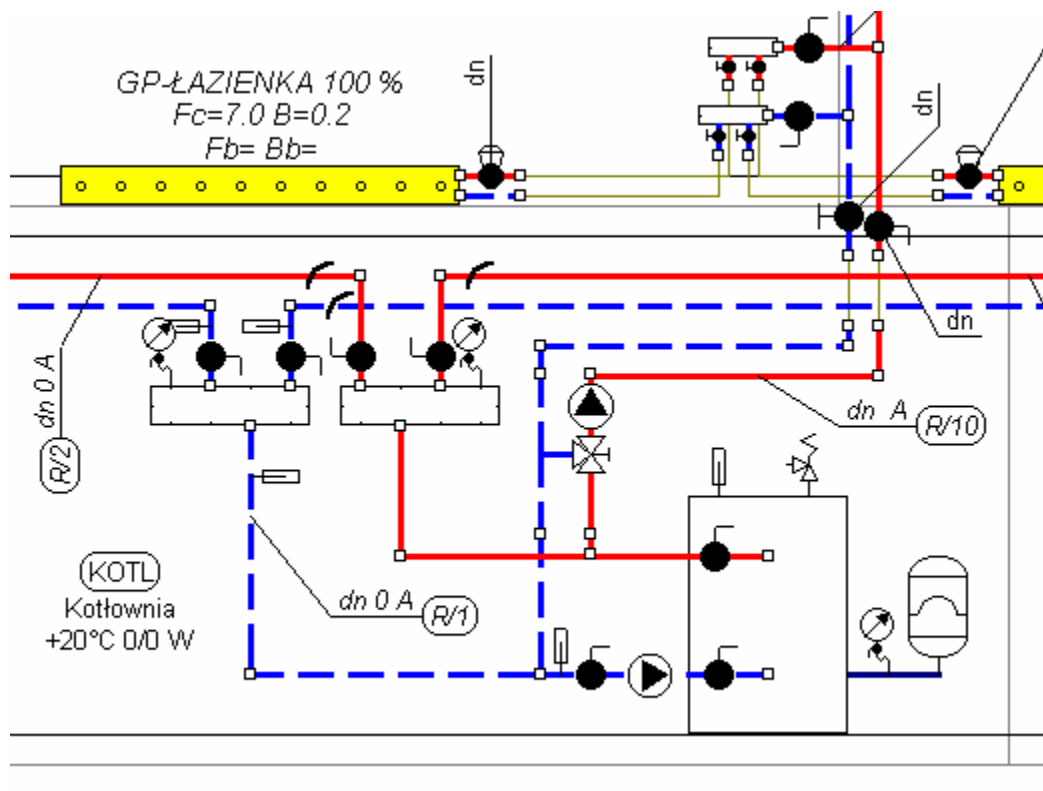 GP-ŁAZIENKA 100 %
Fc=7.0 B=0.2
Fb= Bb=
dn
dn
dn
dn 0 A
R/2
dn A
R/10
KOTL
Kotłownia
+20°C 0/0 W
dn 0 A
R/1